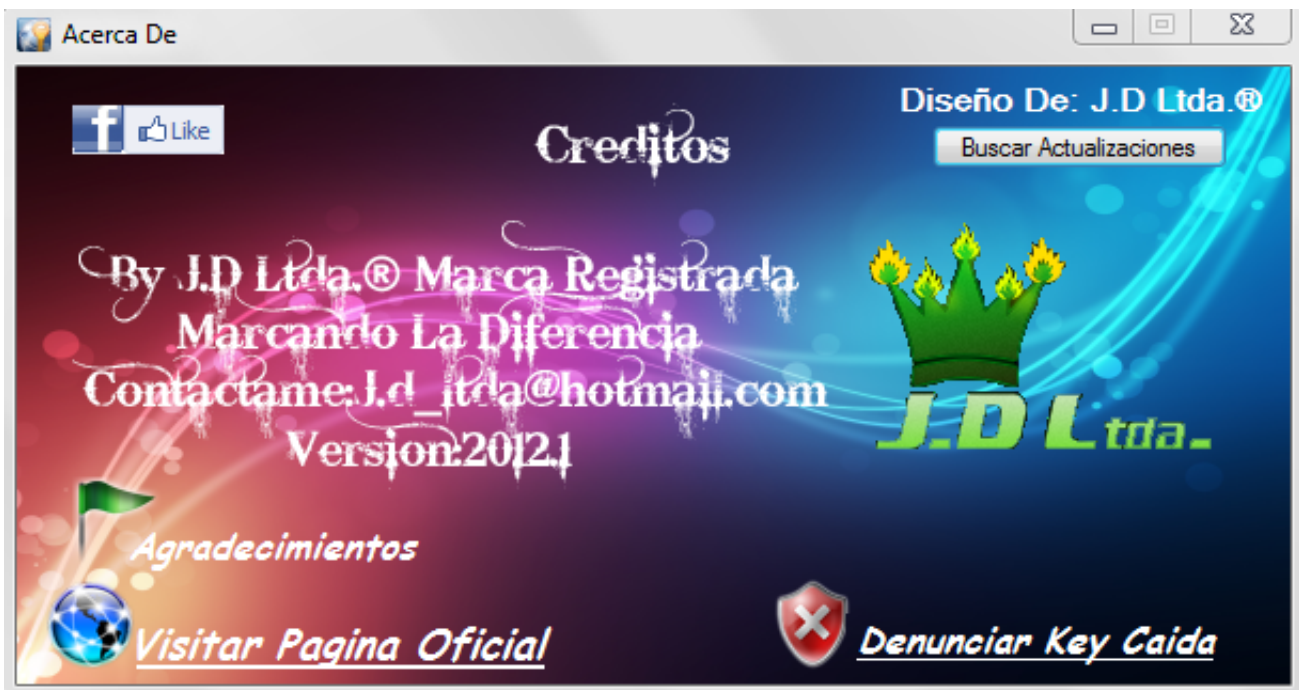 Acerca De
Diseño De: J.D Ltda.®
Like
Creditos
Buscar Actualizaciones
By J.D Ltda.® Marca Registrada
Marcando La Diferencia
Contactame:J.d_ltda@hotmail.com
Version:2012.1
J.D Ltda.
Agradecimientos
Visitar Pagina Oficial
Denunciar Key Caida